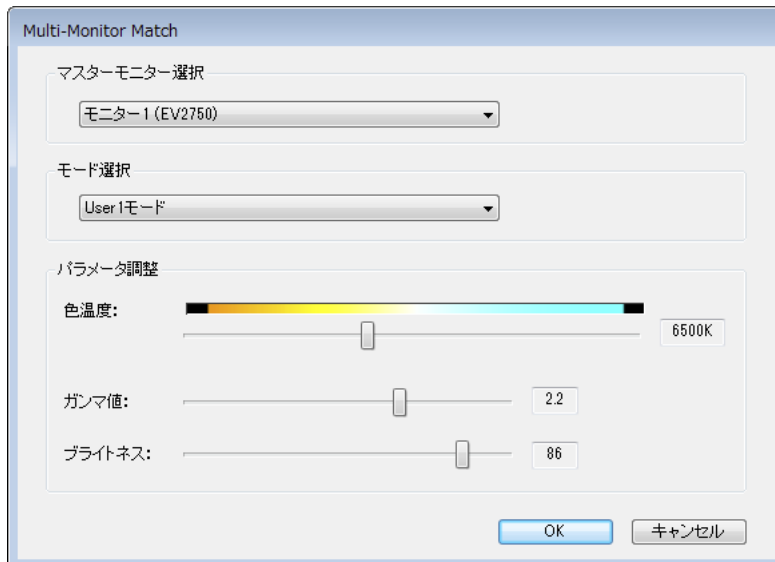 Multi-Monitor Match
マスターモニター選択
モニター1(EV2750)
モード選択
User1モード
パラメータ調整
色温度:
6500K
ガンマ値:
2.2
ブライトネス:
86
OK
キャンセル